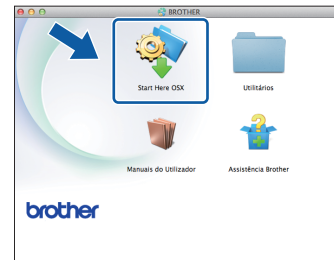 BROTHER
Start Here OSX
Utilitários
Manuais do Utilizador
Assistência Brother
brother